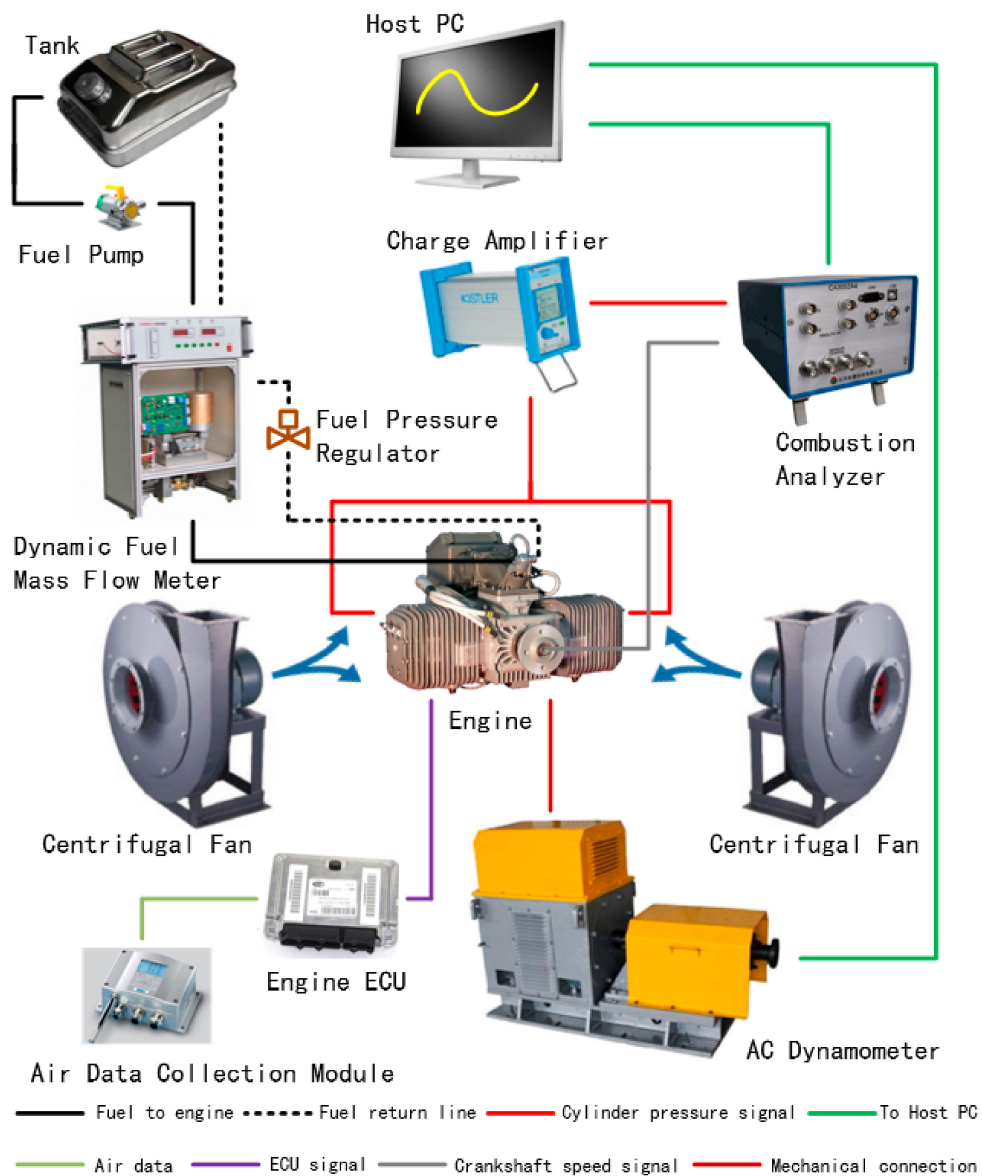 Host PC
Tank
Charge Amplifier
Fuel Pump
KISTLER
CA3002A4
Fuel Pressure
Regulator
Combustion
Analyzer
Dynamic Fuel
Mass Flow Meter
Engine
Centrifugal Fan
Centrifugal Fan
Engine ECU
AC Dynamometer
Air Data Collection Module
Fuel to engine
Fuel return line
Cylinder pressure signal
To Host PC
Air data
ECU signal
Crankshaft speed signal
Mechanical connection